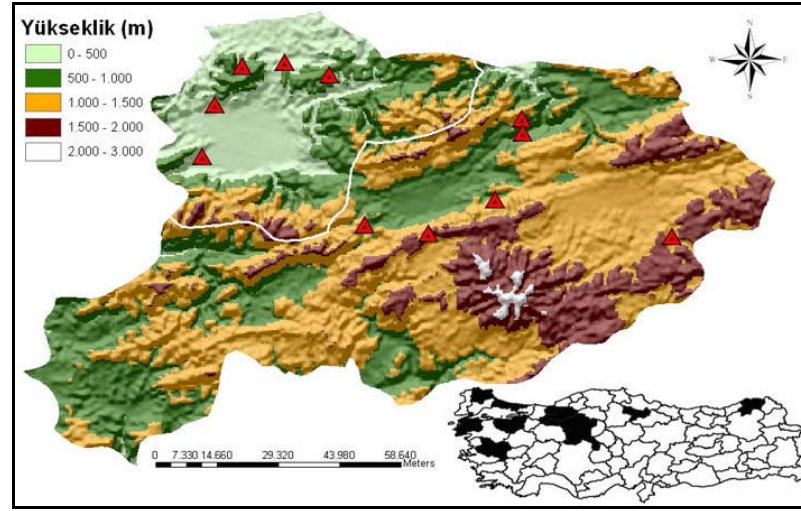 Yükseklik (m)
0 - 500
500 - 1.000
1.000 - 1.500
1.500 - 2.000
2.000 - 3.000
N
W E
S
0 7.330 14.660 29.320 43.980 58.640
Meters